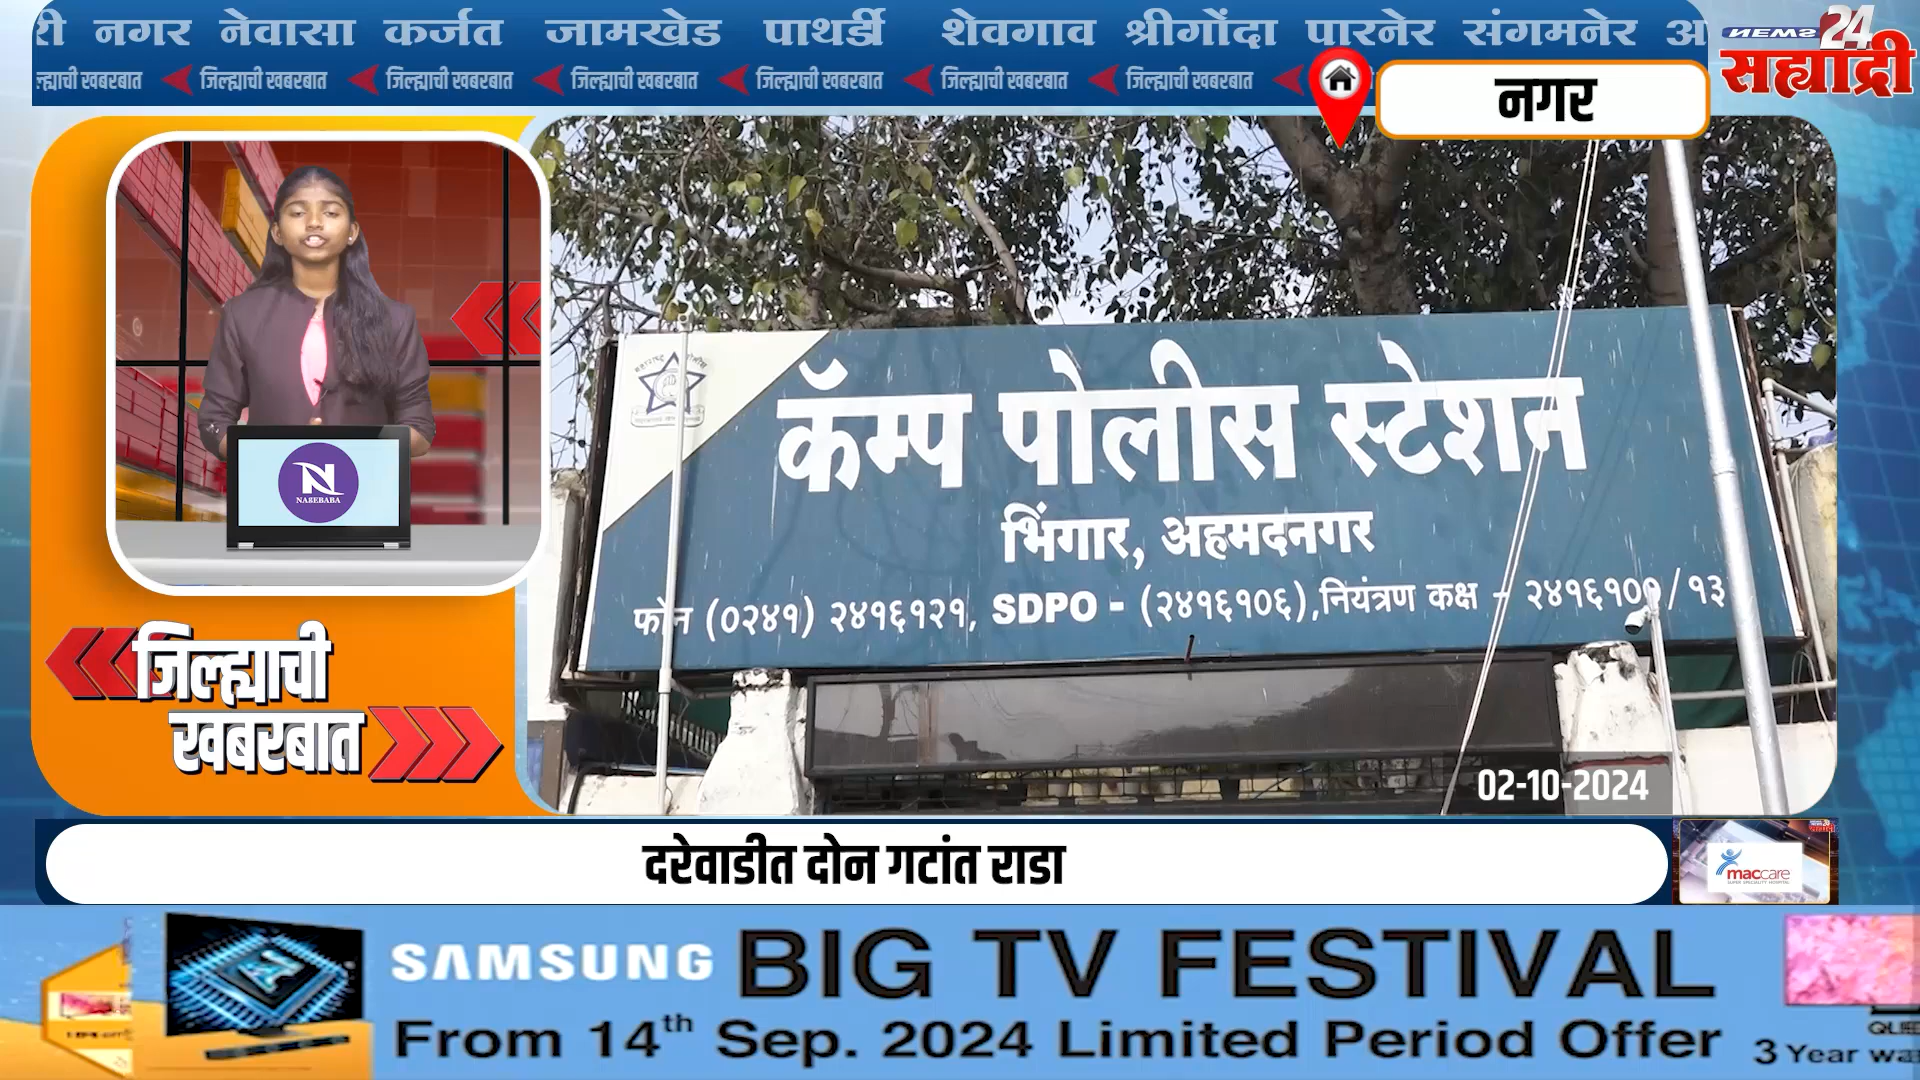 नगर नेवासा कर्जत जामखेड पाथर्डी शेवगाव श्रीगोंदा पारनेर संगमनेर
NEWS 24
सह्याद्री
जिल्ह्याची खबरबात जिल्ह्याची खबरबात जिल्ह्याची खबरबात जिल्ह्याची खबरबात जिल्ह्याची खबरबात जिल्ह्याची खबरबात
नगर
कॅम्प पोलीस स्टेशन
भिंगार, अहमदनगर
फोन (०२४१) २४१६१२१, SDPO - (२४१६१०६), नियंत्रण कक्ष - २४१६१००/१३
N
NASEBABA
जिल्ह्याची
खबरबात
02-10-2024
दरेवाडीत दोन गटांत राडा
maccare
SAMSUNG BIG TV FESTIVAL
From 14th Sep. 2024 Limited Period Offer
3 Year